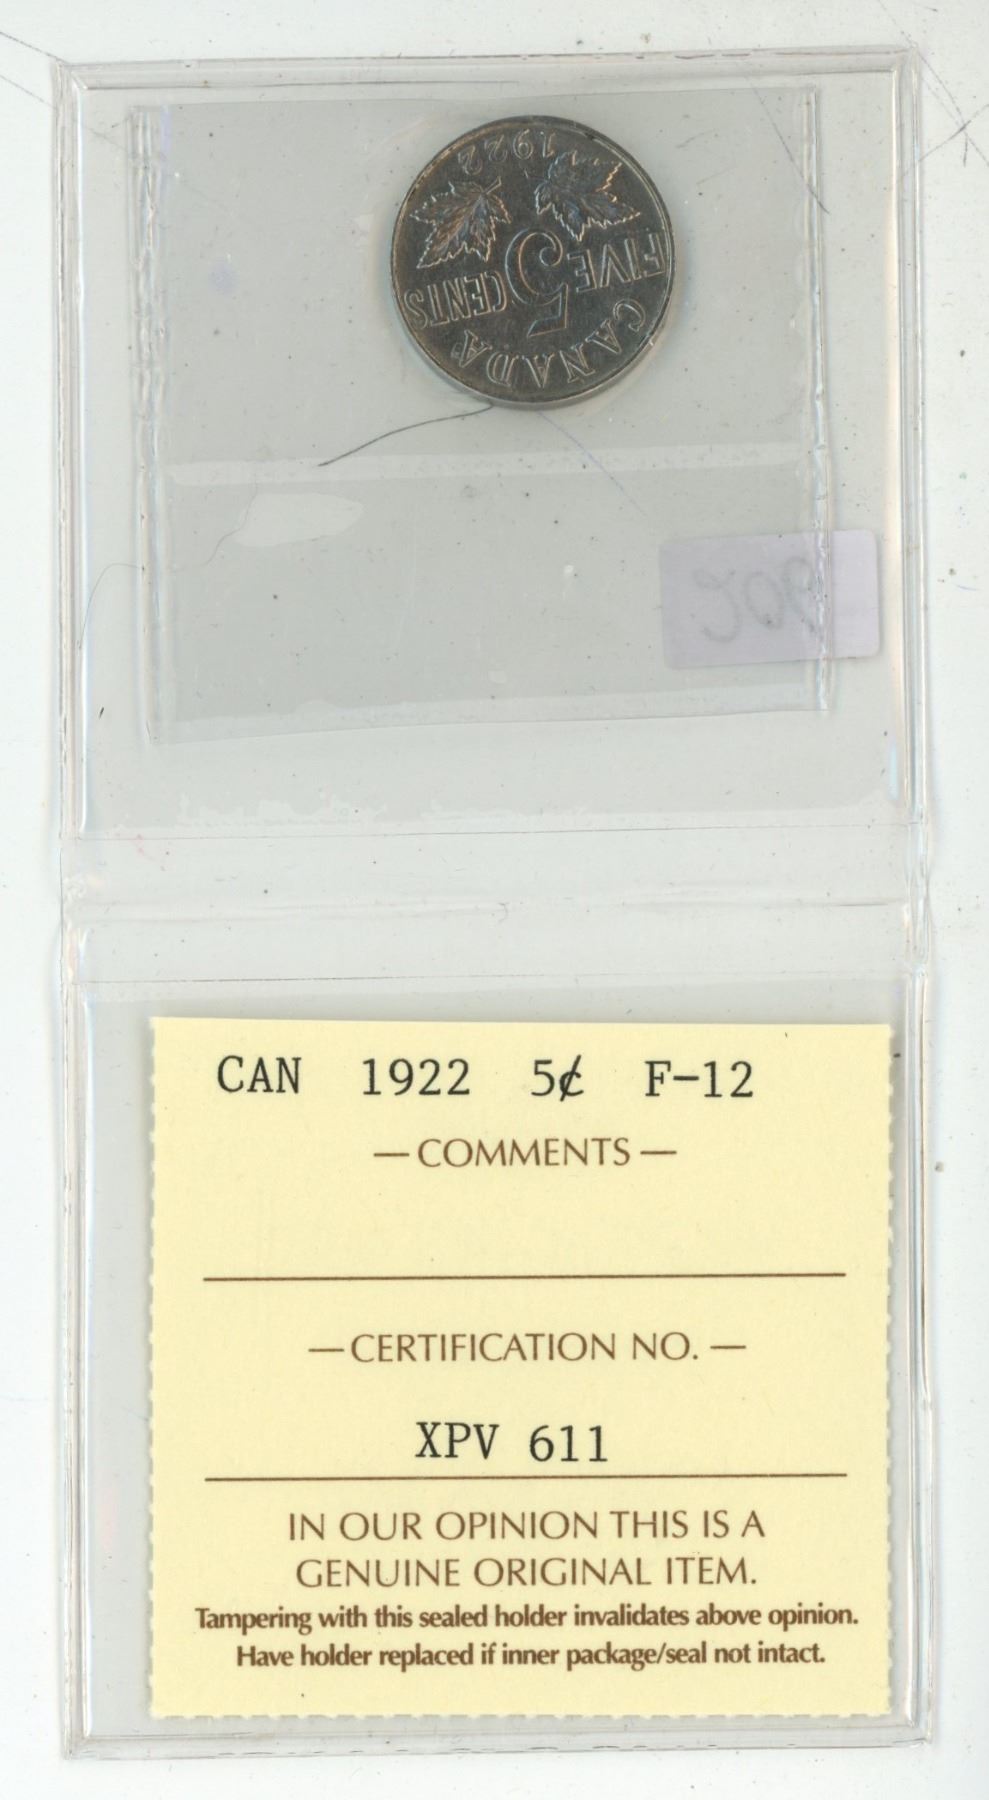 CANADA
FIVE 5 CENTS
1922
20¢
CAN 1922 5¢ F-12
— COMMENTS —
— CERTIFICATION NO. —
XPV 611
IN OUR OPINION THIS IS A
GENUINE ORIGINAL ITEM.
Tampering with this sealed holder invalidates above opinion.
Have holder replaced if inner package/seal not intact.